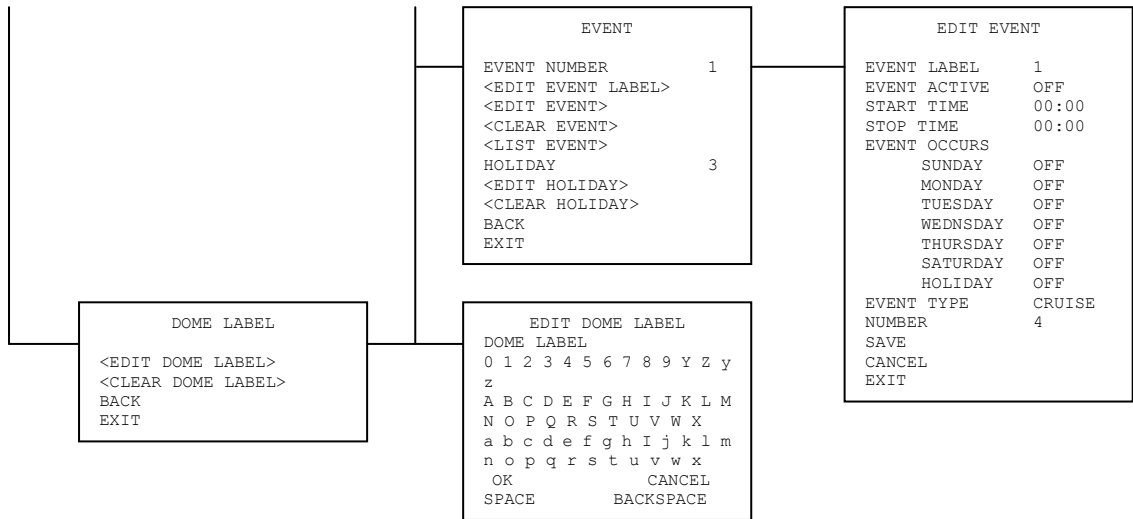 EVENT
EVENT NUMBER 1
<EDIT EVENT LABEL>
<EDIT EVENT>
<CLEAR EVENT>
<LIST EVENT>
HOLIDAY 3
<EDIT HOLIDAY>
<CLEAR HOLIDAY>
BACK
EXIT
EDIT EVENT
EVENT LABEL 1
EVENT ACTIVE OFF
START TIME 00:00
STOP TIME 00:00
EVENT OCCURS
SUNDAY OFF
MONDAY OFF
TUESDAY OFF
WEDNSDAY OFF
THURSDAY OFF
SATURDAY OFF
HOLIDAY OFF
EVENT TYPE CRUISE
NUMBER 4
SAVE
CANCEL
EXIT
DOME LABEL
<EDIT DOME LABEL>
<CLEAR DOME LABEL>
BACK
EXIT
EDIT DOME LABEL
DOME LABEL
0 1 2 3 4 5 6 7 8 9 Y Z y
z
A B C D E F G H I J K L M
N O P Q R S T U V W X
a b c d e f g h I j k l m
n o p q r s t u v w x
OK CANCEL
SPACE BACKSPACE